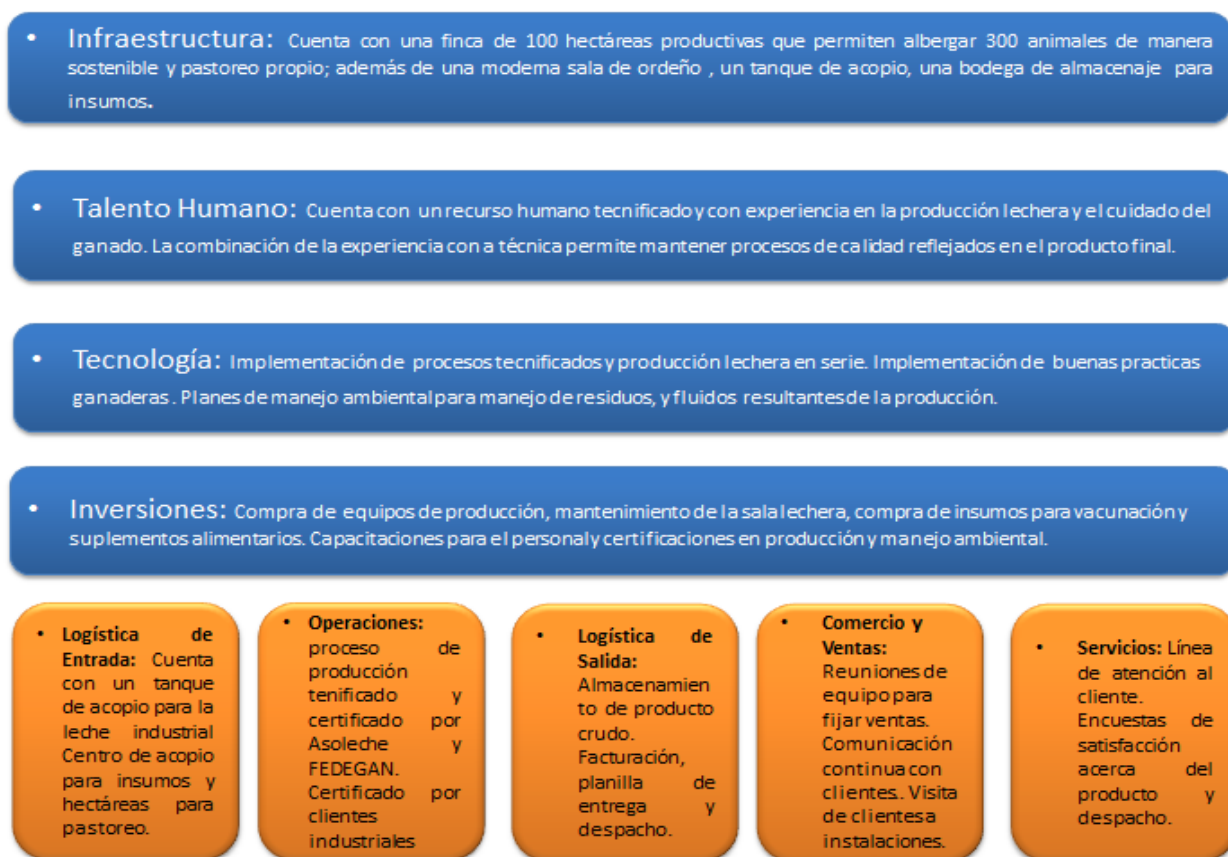 • Infraestructura: Cuenta con una finca de 100 hectáreas productivas que permiten albergar 300 animales de manera
sostenible y pastoreo propio; además de una moderna sala de ordeño , un tanque de acopio, una bodega de almacenaje para
insumos.
• Talento Humano: Cuenta con un recurso humano tecnificado y con experiencia en la producción lechera y el cuidado del
ganado. La combinación de la experiencia con a técnica permite mantener procesos de calidad reflejados en el producto final.
• Tecnología: Implementación de procesos tecnificados y producción lechera en serie. Implementación de buenas practicas
ganaderas . Planes de manejo ambiental para manejo de residuos, y fluidos resultantes de la producción.
• Inversiones: Compra de equipos de producción, mantenimiento de la sala lechera, compra de insumos para vacunación y
suplementos alimentarios. Capacitaciones para el personal y certificaciones en producción y manejo ambiental.
• Logística de
Entrada: Cuenta
con un tanque
de acopio para la
leche industrial
Centro de acopio
para insumos y
hectáreas para
pastoreo.
• Operaciones:
proceso de
producción
tenificado y
certificado por
Asoleche y
FEDEGAN.
Certificado por
clientes
industriales
• Logística de
Salida:
Almacenamien
to de producto
crudo.
Facturación,
planilla de
entrega y
despacho.
• Comercio y
Ventas:
Reuniones de
equipo para
fijar ventas.
Comunicación
continua con
clientes.. Visita
de clientes a
instalaciones.
• Servicios: Línea
de atención al
cliente.
Encuestas de
satisfacción
acerca del
producto y
despacho.